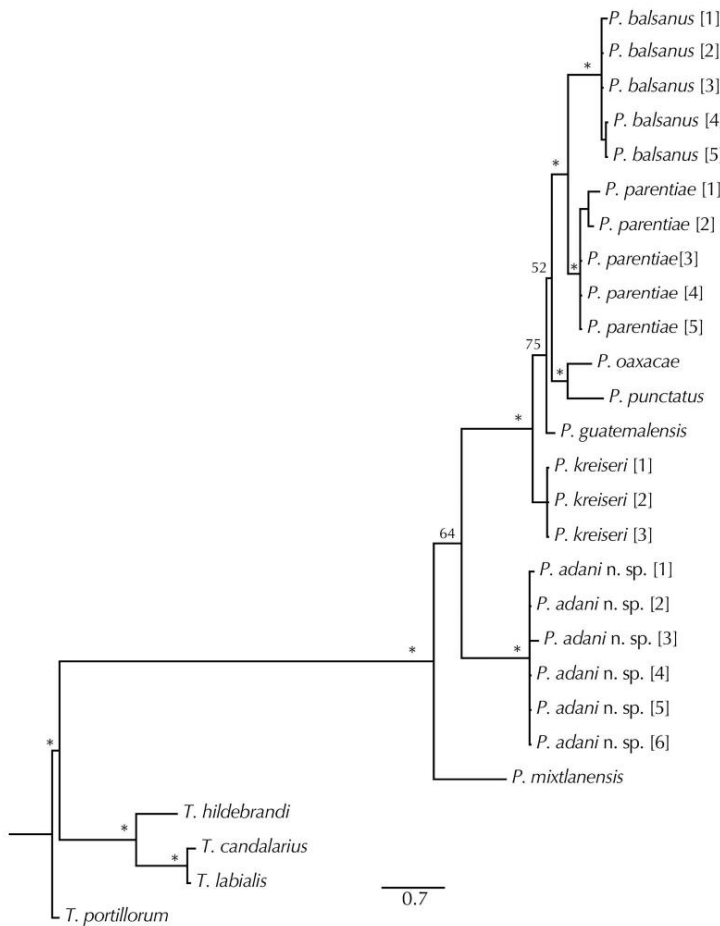 P. balsanus [1]
P. balsanus [2]
*
P. balsanus [3]
P. balsanus [4
P. balsanus [5]
*
P. parentiae [1]
P. parentiae [2]
P. parentiae[3]
52
*
P. parentiae [4]
P. parentiae [5]
75
P. oaxacae
*
P. punctatus
*
P. guatemalensis
P. kreiseri [1]
P. kreiseri [2]
64
P. kreiseri [3]
P. adani n. sp. [1]
P. adani n. sp. [2]
P. adani n. sp. [3]
*
*
P. adani n. sp. [4]
P. adani n. sp. [5]
*
P. adani n. sp. [6]
P. mixtlanensis
T. hildebrandi
*
T. candalarius
*
T. labialis
0.7
T. portillorum